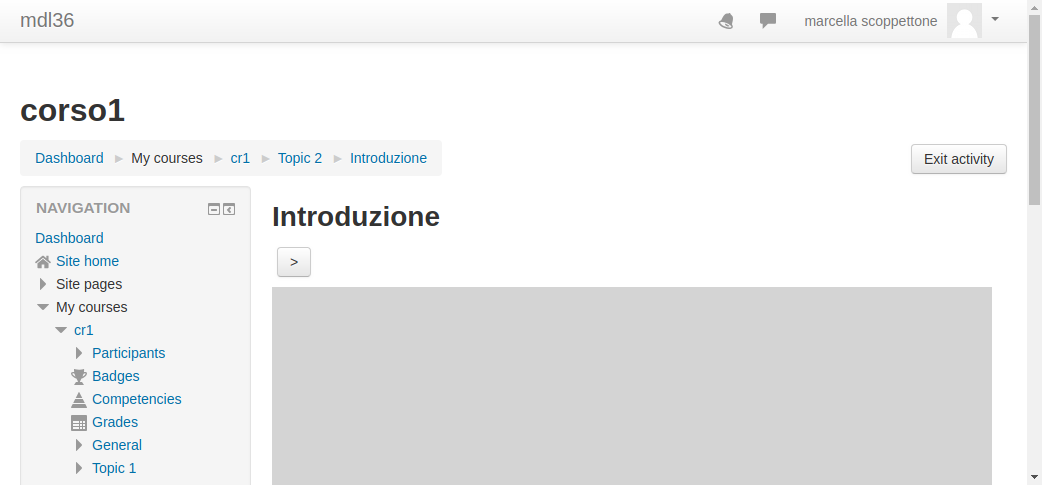 mdl36
marcella scoppettone
corso1
Dashboard My courses cr1 Topic 2 Introduzione
Exit activity
NAVIGATION
Dashboard
Site home
Site pages
My courses
cr1
Participants
Badges
Competencies
Grades
General
Topic 1
Introduzione
>